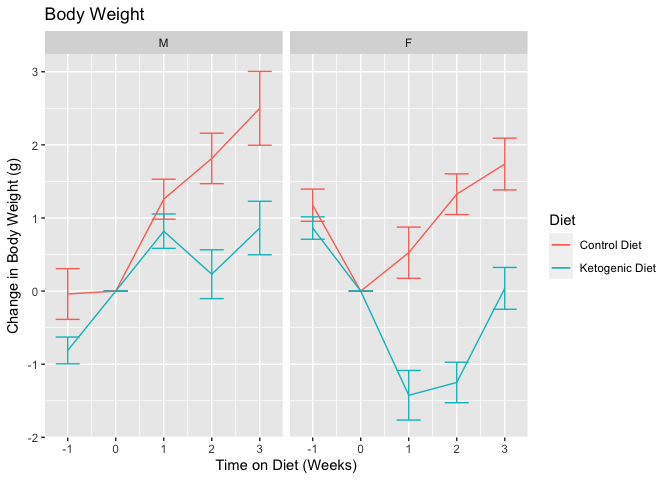 Body Weight
M
F
Change in Body Weight (g)
3
2
1
0
-1
-2
-1 0 1 2 3
-1 0 1 2 3
Time on Diet (Weeks)
Diet
Control Diet
Ketogenic Diet